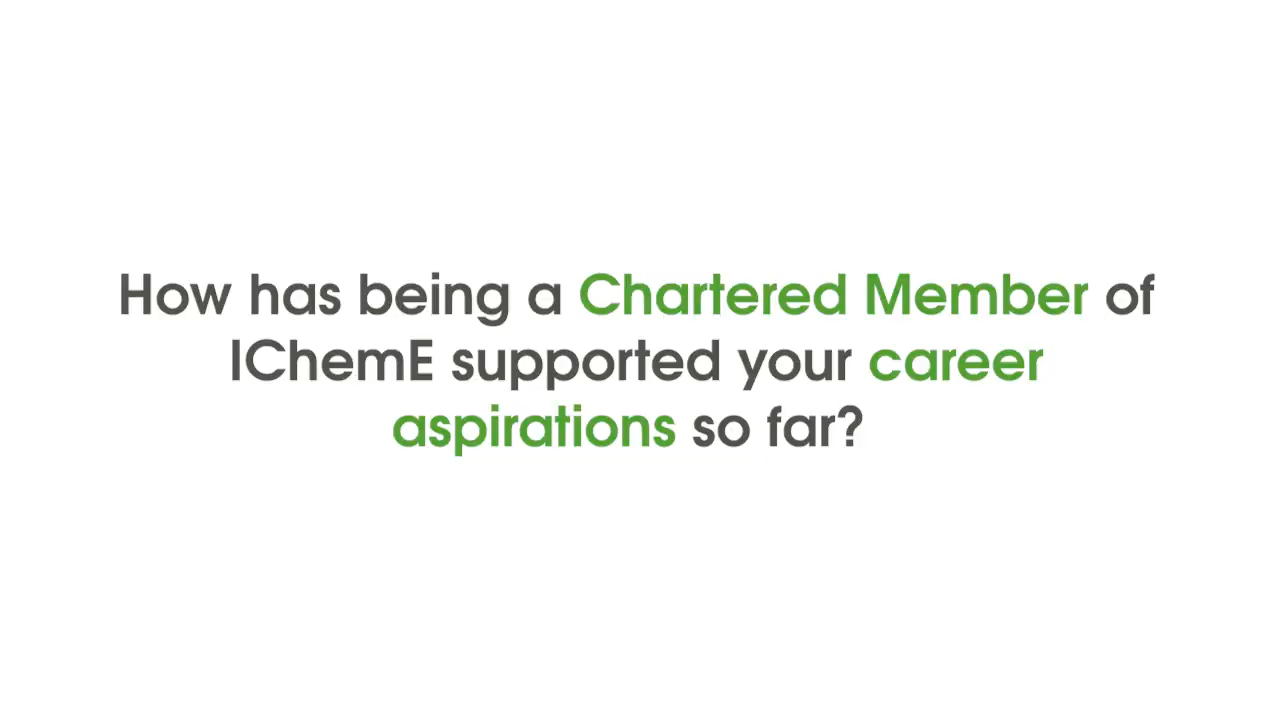 How has being a Chartered Member of
IChemE supported your career
aspirations so far?